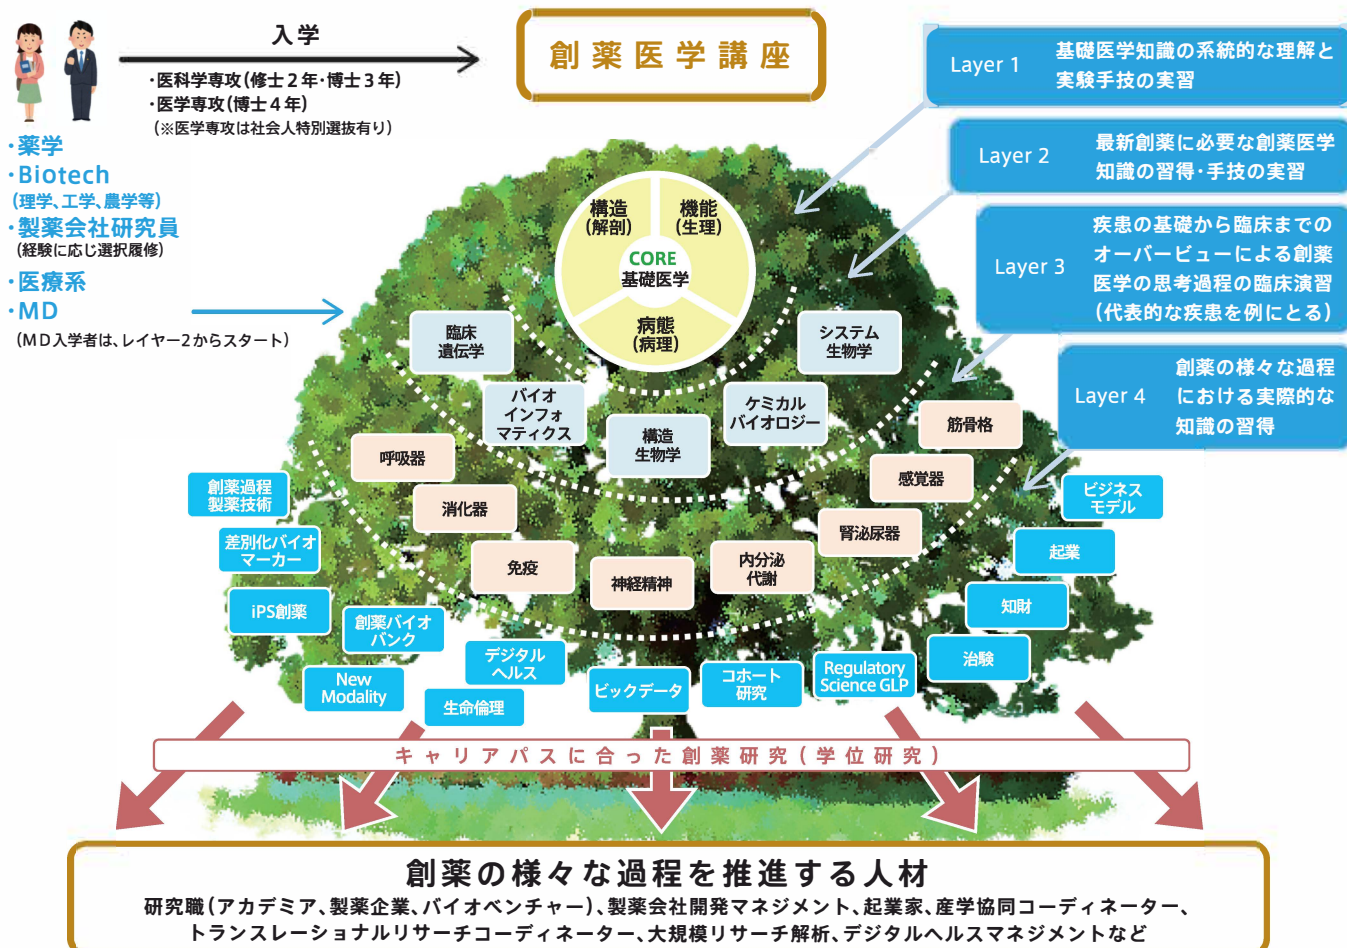 入学
・医科学専攻(修士2年・博士3年)
・医学専攻(博士4年)
(※医学専攻は社会人特別選抜有り)
創薬医学講座
・薬学
・Biotech
(理学、工学、農学等)
・製薬会社研究員
(経験に応じ選択履修)
・医療系
・MD
(MD入学者は、レイヤー2からスタート)
Layer 1
基礎医学知識の系統的な理解と
実験手技の実習
Layer 2
最新創薬に必要な創薬医学
知識の習得・手技の実習
Layer 3
疾患の基礎から臨床までの
オーバービューによる創薬
医学の思考過程の臨床演習
(代表的な疾患を例にとる)
Layer 4
創薬の様々な過程
における実際的な
知識の習得
構造
(解剖)
機能
(生理)
CORE
基礎医学
病態
(病理)
臨床
遺伝学
バイオ
インフォ
マティクス
構造
生物学
ケミカル
バイオロジー
システム
生物学
呼吸器
消化器
免疫
神経精神
内分泌
代謝
腎泌尿器
感覚器
筋骨格
創薬過程
製薬技術
差別化バイオ
マーカー
iPS創薬
創薬バイオ
バンク
New
Modality
デジタル
ヘルス
生命倫理
ビックデータ
コホート
研究
Regulatory
Science GLP
治験
知財
起業
ビジネス
モデル
キャリアパスに合った創薬研究(学位研究)
創薬の様々な過程を推進する人材
研究職(アカデミア、製薬企業、バイオベンチャー)、製薬会社開発マネジメント、起業家、産学協同コーディネーター、
トランスレーショナルリサーチコーディネーター、大規模リサーチ解析、デジタルヘルスマネジメントなど